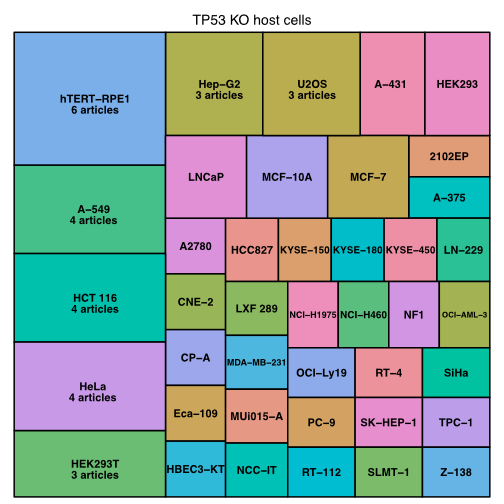 TP53 KO host cells
hTERT−RPE1
6 articles
Hep−G2
3 articles
U2OS
3 articles
A−431
HEK293
LNCaP
MCF−10A
MCF−7
2102EP
A−375
A−549
4 articles
A2780
HCC827
KYSE−150
KYSE−180
KYSE−450
LN−229
HCT 116
4 articles
CNE−2
LXF 289
NCI−H1975
NCI−H460
NF1
OCI−AML−3
HeLa
4 articles
CP−A
MDA−MB−231
OCI−Ly19
RT−4
SiHa
Eca−109
MUi015−A
PC−9
SK−HEP−1
TPC−1
HEK293T
3 articles
HBEC3−KT
NCC−IT
RT−112
SLMT−1
Z−138